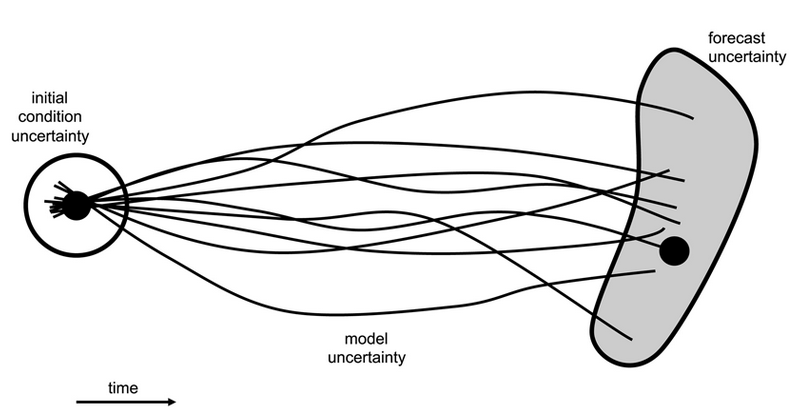 forecast
uncertainty
initial
condition
uncertainty
model
uncertainty
time